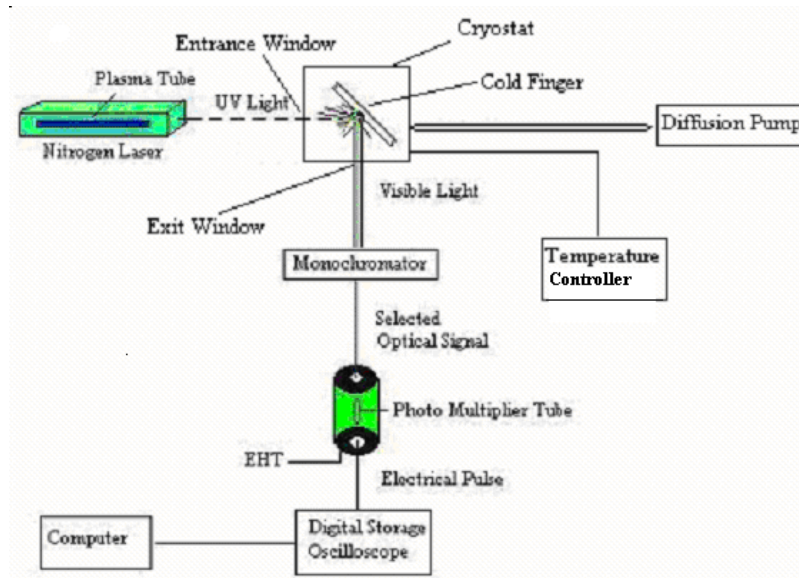 Cryostat
Entrance Window
Plasma Tube
Cold Finger
UV Light
Diffusion Pump
Nitrogen Laser
Visible Light
Exit Window
Monochromator
Temperature
Controller
Selected
Optical Signal
Photo Multiplier Tube
EHT
Electrical Pulse
Computer
Digital Storage
Oscilloscope